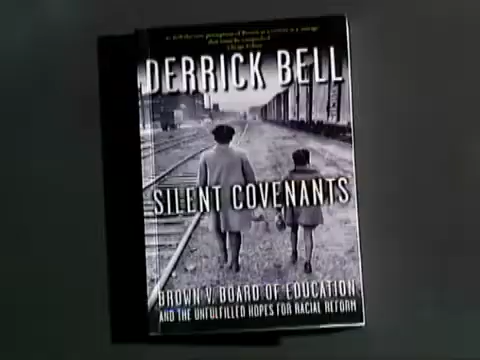 DERRICK BELL
SILENT COVENANTS
BROWN V. BOARD OF EDUCATION
AND THE UNFULFILLED HOPES FOR RACIAL REFORM